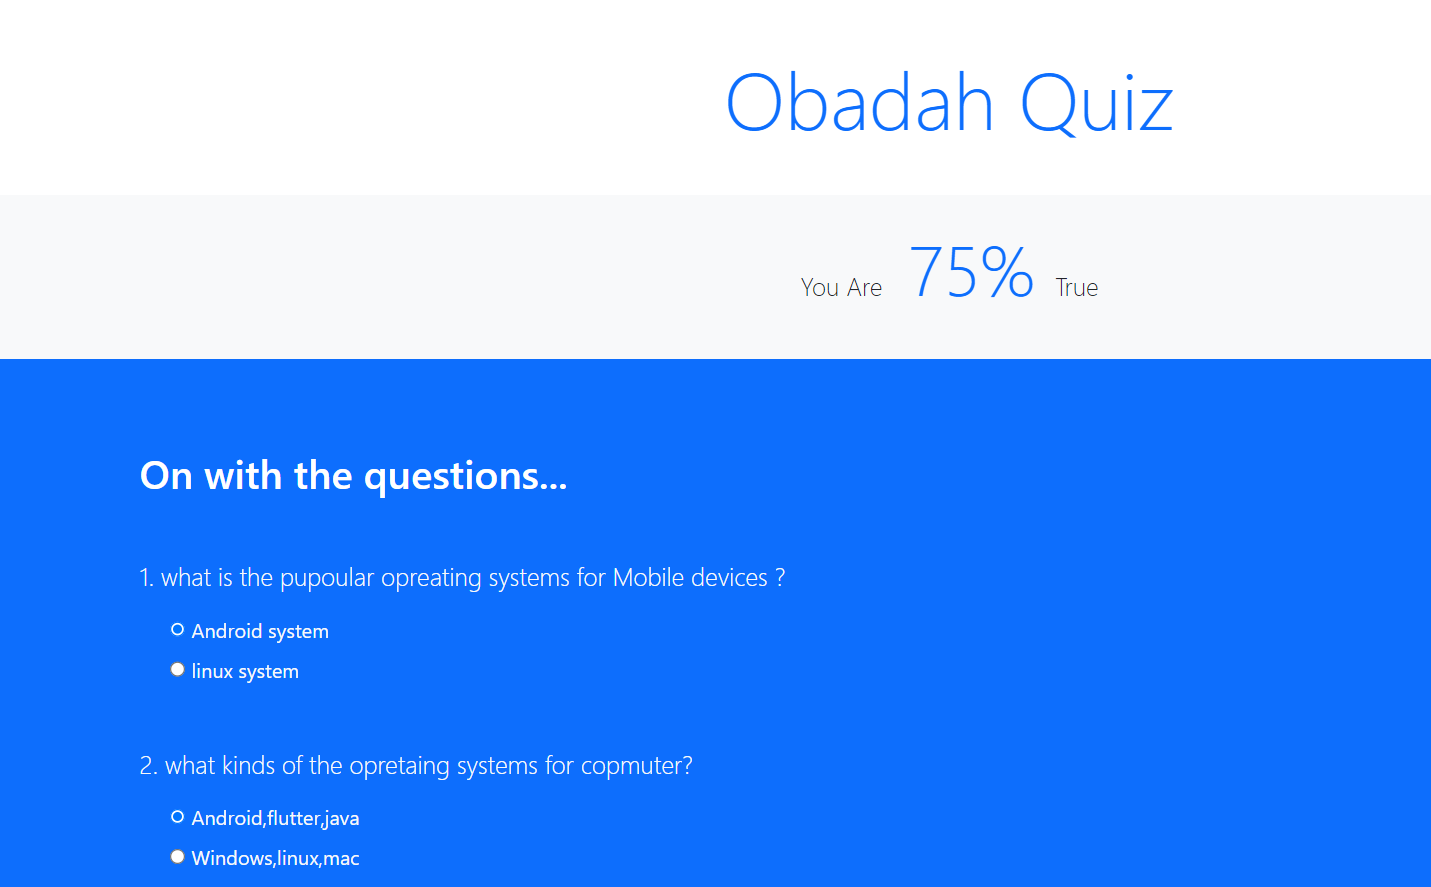 Obadah Quiz
You Are 75% True
On with the questions...
1. what is the pupoular opreating systems for Mobile devices ?
Android system
linux system
2. what kinds of the opretaing systems for copmuter?
Android,flutter,java
Windows,linux,mac